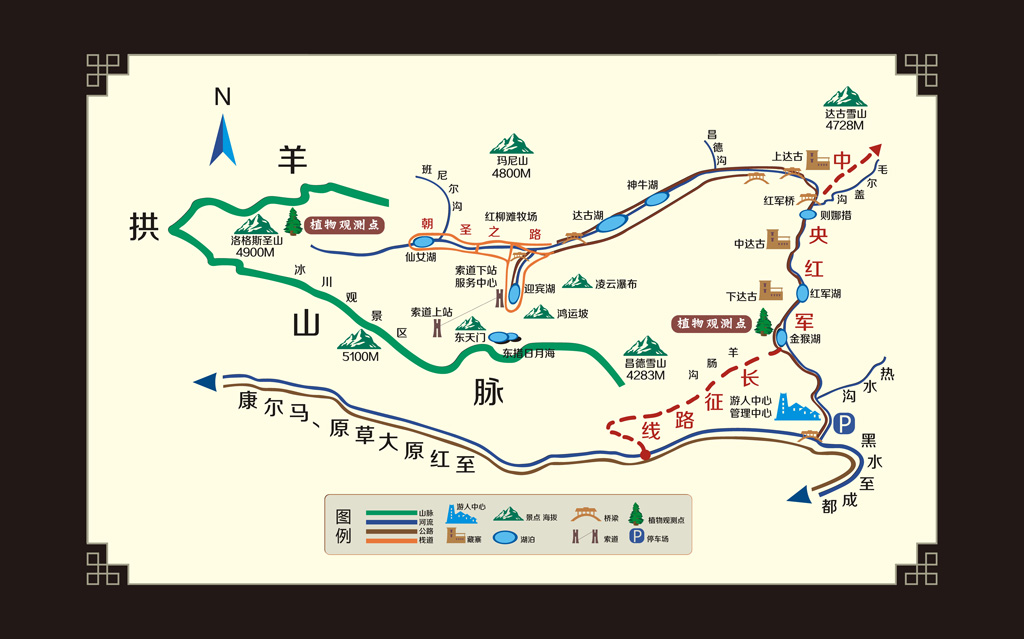 N
羊
拱
山
脉
达古雪山
4728M
玛尼山
4800M
昌德沟
上达古
中
毛尔盖沟
班尼尔沟
神牛湖
红军桥
则娜措
植物观测点
洛格斯圣山
4900M
朝圣之路
红柳滩牧场
达古湖
仙女湖
央
中达古
红
冰川观景区
索道下站
服务中心
迎宾湖
凌云瀑布
下达古
红军湖
索道上站
鸿运坡
军
植物观测点
金猴湖
东天门
东措日月海
5100M
昌德雪山
4283M
羊肠沟
长
征
路
线
热水沟
游人中心
管理中心
P
康尔马、原草大原红至
黑水至成都
图例
山脉
河流
公路
栈道
游人中心
藏寨
景点 海拔
湖泊
桥梁
索道
植物观测点
P
停车场